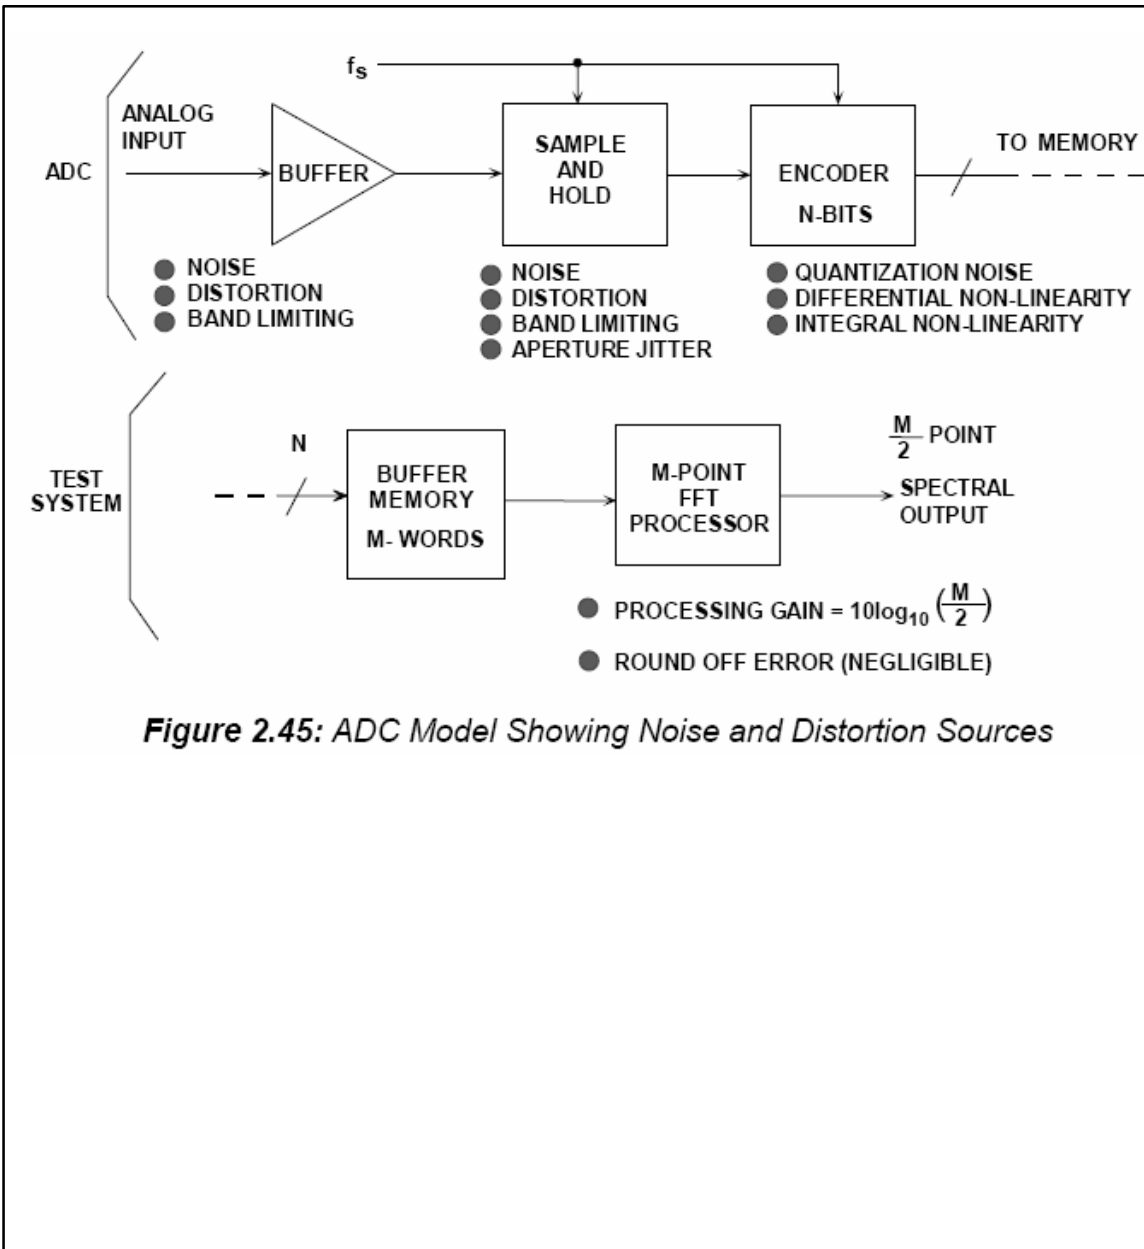 fs
ANALOG
INPUT
ADC
BUFFER
SAMPLE
AND
HOLD
ENCODER
N-BITS
TO MEMORY
● NOISE
● DISTORTION
● BAND LIMITING
● NOISE
● DISTORTION
● BAND LIMITING
● APERTURE JITTER
● QUANTIZATION NOISE
● DIFFERENTIAL NON-LINEARITY
● INTEGRAL NON-LINEARITY
TEST
SYSTEM
N
BUFFER
MEMORY
M- WORDS
M-POINT
FFT
PROCESSOR
M/2 POINT
SPECTRAL
OUTPUT
● PROCESSING GAIN = 10log10 (M/2)
● ROUND OFF ERROR (NEGLIGIBLE)
Figure 2.45: ADC Model Showing Noise and Distortion Sources